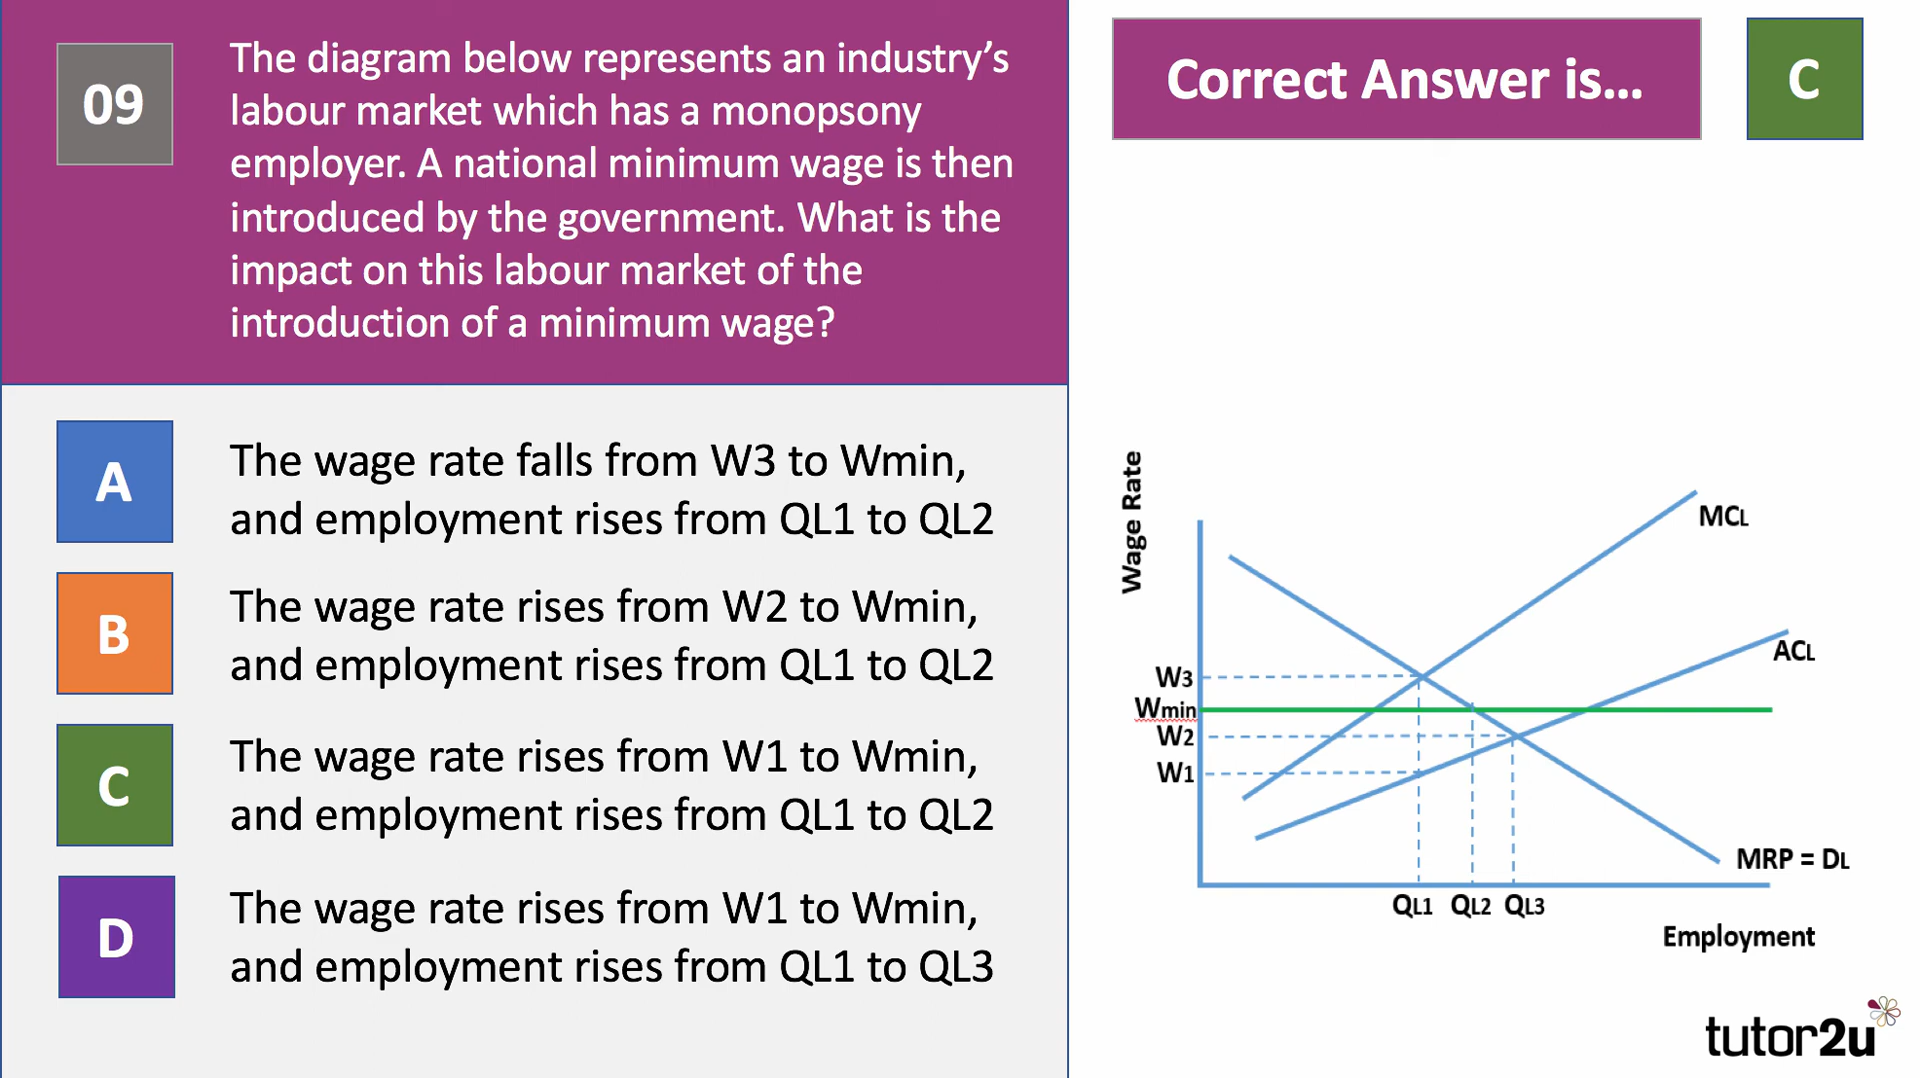 09
The diagram below represents an industry’s
labour market which has a monopsony
employer. A national minimum wage is then
introduced by the government. What is the
impact on this labour market of the
introduction of a minimum wage?
A
The wage rate falls from W3 to Wmin,
and employment rises from QL1 to QL2
B
The wage rate rises from W2 to Wmin,
and employment rises from QL1 to QL2
C
The wage rate rises from W1 to Wmin,
and employment rises from QL1 to QL2
D
The wage rate rises from W1 to Wmin,
and employment rises from QL1 to QL3
Correct Answer is...
C
Wage Rate
MCL
ACL
W3
Wmin
W2
W1
MRP = DL
QL1 QL2 QL3
Employment
tutor2u